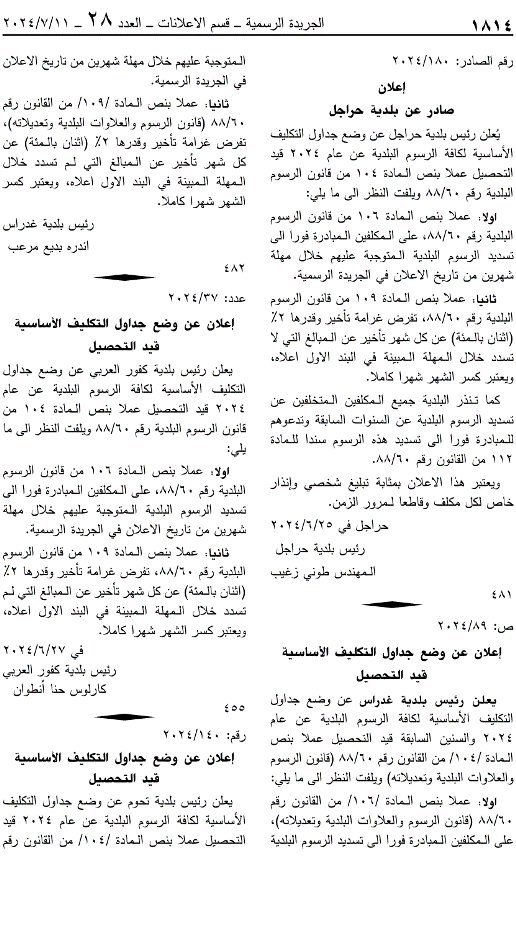 ١٨١٤
الجريدة الرسمية ــ قسم الاعلانات ــ العدد ٢٨ ــ ٢٠٢٤/٧/١١
رقم الصادر: ٢٠٢٤/١٨٠
إعلان
صادر عن بلدية حراجل
يُعلن رئيس بلدية حراجل عن وضع جداول التكليف
الأساسية لكافة الرسوم البلدية عن عام ٢٠٢٤ قيد
التحصيل عملا بنص المادة ١٠٤ من قانون الرسوم
البلدية رقم ٨٨/٦٠ ويلفت النظر الى ما يلي:
اولا: عملا بنص المادة ١٠٦ من قانون الرسوم
البلدية رقم ٨٨/٦٠، على المكلفين المبادرة فورا الى
تسديد الرسوم البلدية المتوجبة عليهم خلال مهلة
شهرين من تاريخ الاعلان في الجريدة الرسمية.
ثانيا: عملا بنص المادة ١٠٩ من قانون الرسوم
البلدية رقم ٨٨/٦٠، تفرض غرامة تأخير وقدرها ٢٪
(اثنان بالمئة) عن كل شهر تأخير عن المبالغ التي لا
تسدد خلال المهلة المبينة في البند الاول اعلاه،
ويعتبر كسر الشهر شهرا كاملا.
كما تنذر البلدية جميع المكلفين المتخلفين عن
تسديد الرسوم البلدية عن السنوات السابقة وتدعوهم
للمبادرة فورا الى تسديد هذه الرسوم سندا للمادة
١١٢ من القانون رقم ٨٨/٦٠.
ويعتبر هذا الاعلان بمثابة تبليغ شخصي وإنذار
خاص لكل مكلف وقاطعا لمرور الزمن.
حراجل في ٢٠٢٤/٦/٢٥
رئيس بلدية حراجل
المهندس طوني زغيب
٤٨١
ص: ٢٠٢٤/٨٩
إعلان عن وضع جداول التكليف الأساسية
قيد التحصيل
يعلن رئيس بلدية غدراس عن وضع جداول
التكليف الأساسية لكافة الرسوم البلدية عن عام
٢٠٢٤ والسنين السابقة قيد التحصيل عملا بنص
المادة /١٠٤/ من القانون رقم ٨٨/٦٠ (قانون الرسوم
والعلاوات البلدية وتعديلاته) ويلفت النظر الى ما يلي:
اولا: عملا بنص المادة /١٠٦/ من القانون رقم
٨٨/٦٠ (قانون الرسوم والعلاوات البلدية وتعديلاته)،
على المكلفين المبادرة فورا الى تسديد الرسوم البلدية
المتوجبة عليهم خلال مهلة شهرين من تاريخ الاعلان
في الجريدة الرسمية.
ثانيا: عملا بنص المادة /١٠٩/ من القانون رقم
٨٨/٦٠ (قانون الرسوم والعلاوات البلدية وتعديلاته)،
تفرض غرامة تأخير وقدرها ٢٪ (اثنان بالمئة) عن
كل شهر تأخير عن المبالغ التي لم تسدد خلال
المهلة المبينة في البند الاول اعلاه، ويعتبر كسر
الشهر شهرا كاملا.
رئيس بلدية غدراس
اندره بديع مرعب
٤٨٢
عدد: ٢٠٢٤/٣٧
إعلان عن وضع جداول التكليف الأساسية
قيد التحصيل
يعلن رئيس بلدية كفور العربي عن وضع جداول
التكليف الأساسية لكافة الرسوم البلدية عن عام
٢٠٢٤ قيد التحصيل عملا بنص المادة ١٠٤ من
قانون الرسوم البلدية رقم ٨٨/٦٠ ويلفت النظر الى ما
يلي:
اولا: عملا بنص المادة ١٠٦ من قانون الرسوم
البلدية رقم ٨٨/٦٠، على المكلفين المبادرة فورا الى
تسديد الرسوم البلدية المتوجبة عليهم خلال مهلة
شهرين من تاريخ الاعلان في الجريدة الرسمية.
ثانيا: عملا بنص المادة ١٠٩ من قانون الرسوم
البلدية رقم ٨٨/٦٠، تفرض غرامة تأخير وقدرها ٢٪
(اثنان بالمئة) عن كل شهر تأخير عن المبالغ التي لم
تسدد خلال المهلة المبينة في البند الاول اعلاه،
ويعتبر كسر الشهر شهرا كاملا.
في ٢٠٢٤/٦/٢٧
رئيس بلدية كفور العربي
كارلوس حنا أنطوان
٤٥٥
رقم: ٢٠٢٤/١٤٠
إعلان عن وضع جداول التكليف الأساسية
قيد التحصيل
يعلن رئيس بلدية تحوم عن وضع جداول التكليف
الأساسية لكافة الرسوم البلدية عن عام ٢٠٢٤ قيد
التحصيل عملا بنص المادة /١٠٤/ من القانون رقم